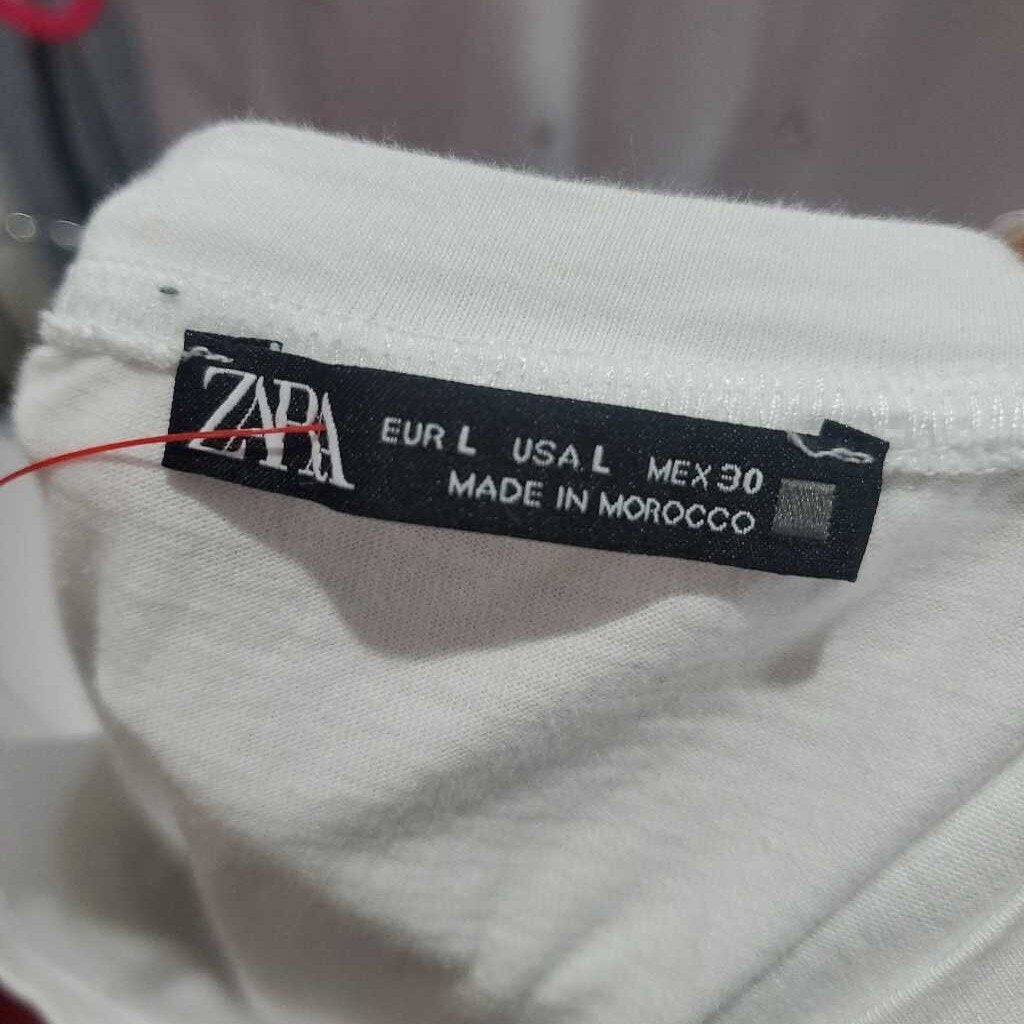 ZARA
EUR L USA L MEX 30
MADE IN MOROCCO